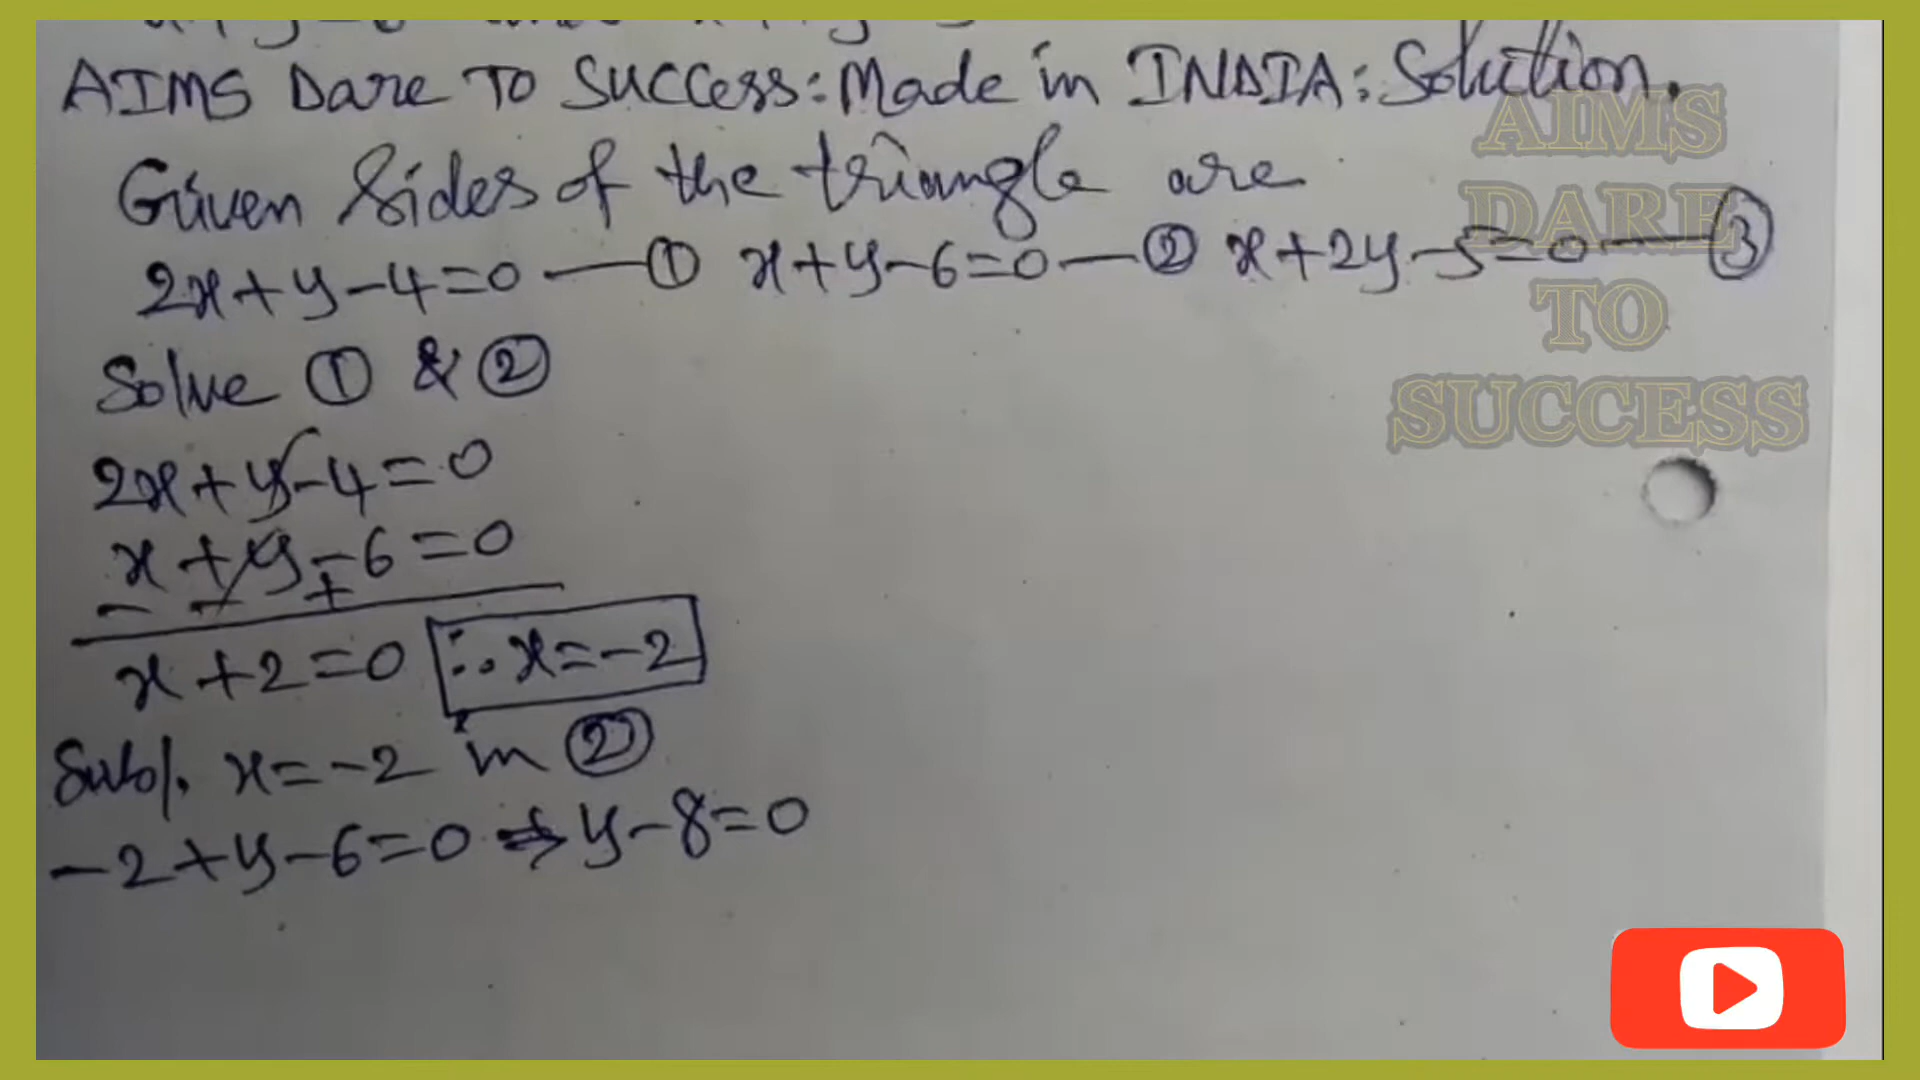 AIMS Dare TO SUCCess: Made in INDIA: Solution.
Given Sides of the triangle are
2x+y-4=0 — ① x+y-6=0 — ② x+2y-5=0 — ③
Solve ① & ②
2x+y-4=0
x+y-6=0
- - +
x+2=0 ∴ x=-2
Sub/. x=-2 in ②
-2+y-6=0 ⇒ y-8=0
AIMS
DARE
TO
SUCCESS